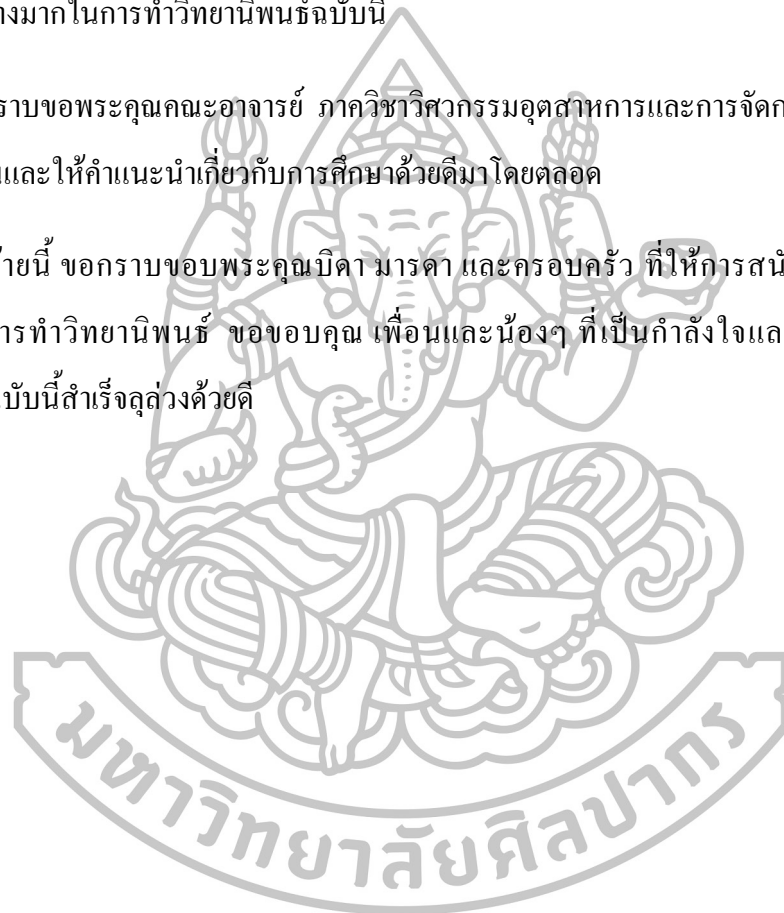 างมากในการทำวิทยานิพนธ์ฉบับนี้
ราบขอพระคุณคณะอาจารย์ ภาควิชาวิศวกรรมอุตสาหการและการจัดก
นและให้คำแนะนำเกี่ยวกับการศึกษาด้วยดีมาโดยตลอด
ายนี้ ขอกราบขอบพระคุณบิดา มารดา และครอบครัว ที่ให้การสนั
การทำวิทยานิพนธ์ ขอขอบคุณ เพื่อนและน้องๆ ที่เป็นกำลังใจแล
บับนี้สำเร็จลุล่วงด้วยดี
มหาวิทยาลัยศิลปากร